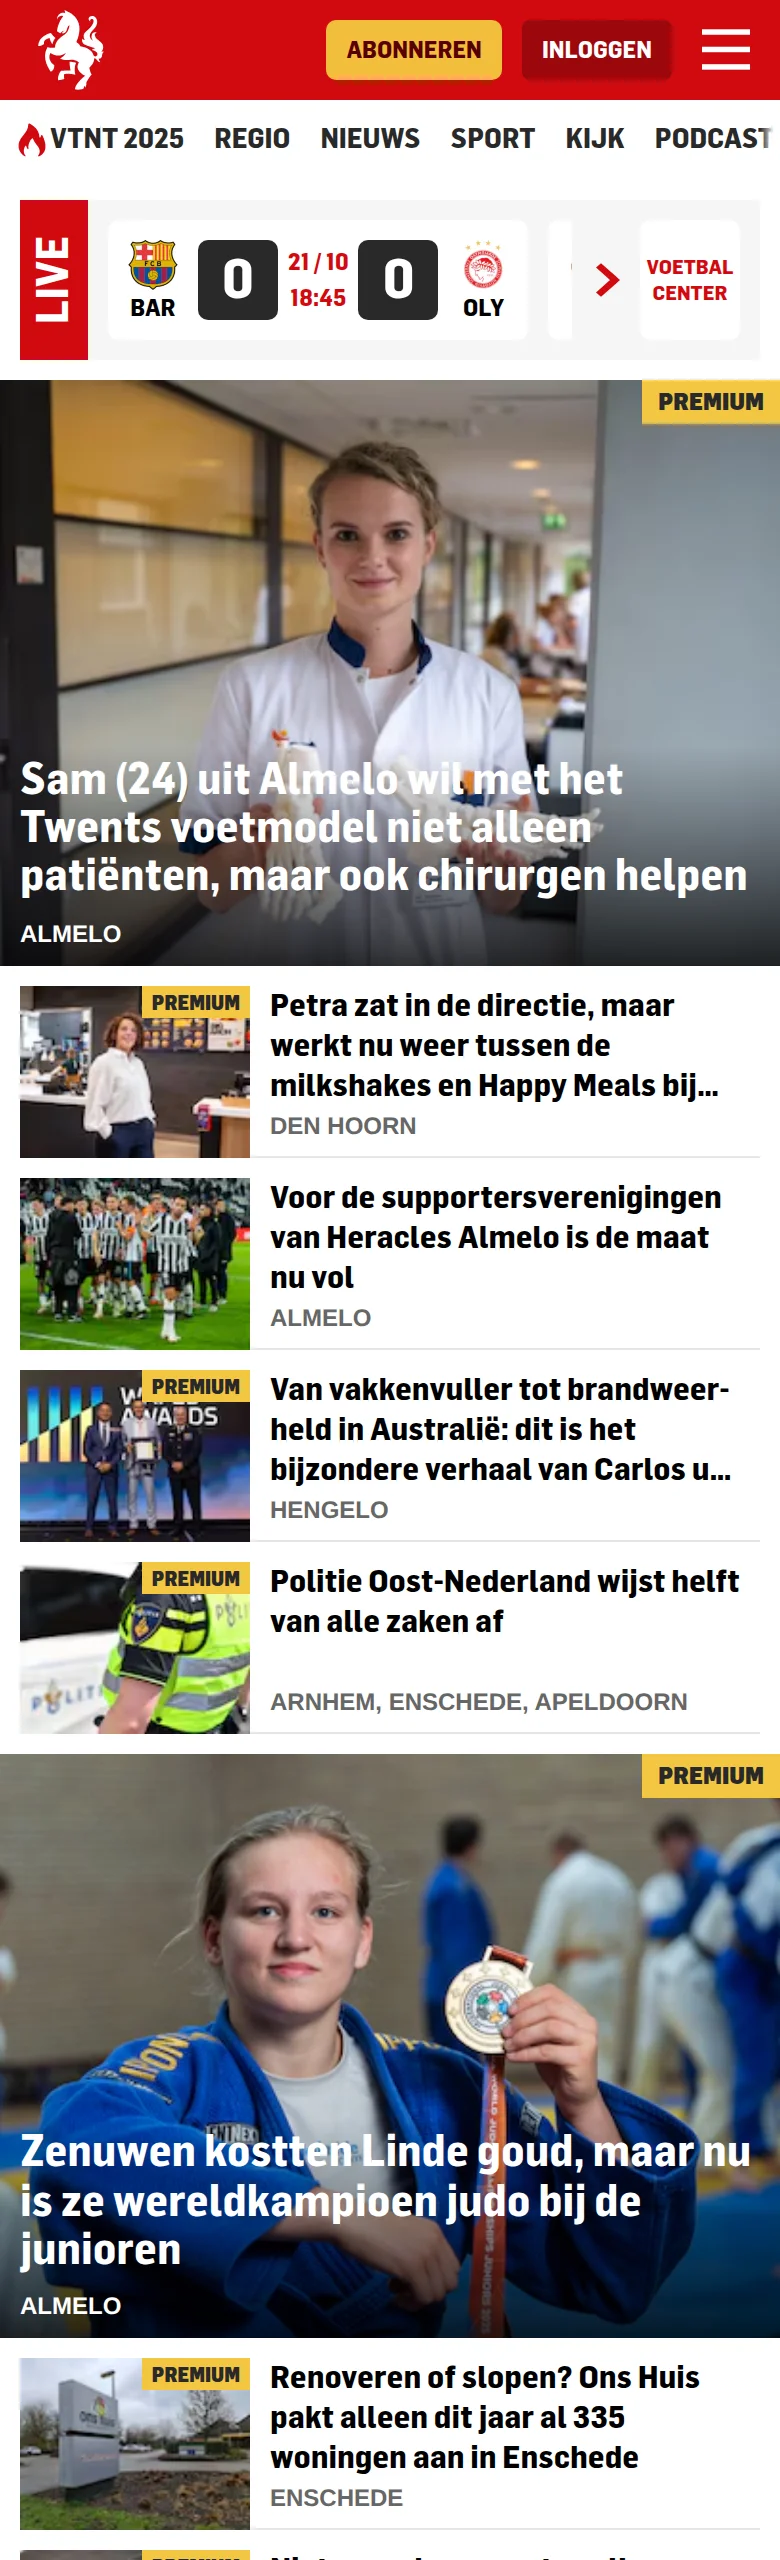 ABONNEREN
INLOGGEN
VTNT 2025
REGIO
NIEUWS
SPORT
KIJK
PODCAST
LIVE
BAR
0
21 / 10
18:45
0
OLY
VOETBAL
CENTER
PREMIUM
Sam (24) uit Almelo wil met het
Twents voetmodel niet alleen
patiënten, maar ook chirurgen helpen
ALMELO
PREMIUM
Petra zat in de directie, maar
werkt nu weer tussen de
milkshakes en Happy Meals bij...
DEN HOORN
Voor de supportersverenigingen
van Heracles Almelo is de maat
nu vol
ALMELO
PREMIUM
AWARDS
Van vakkenvuller tot brandweer-
held in Australië: dit is het
bijzondere verhaal van Carlos u...
HENGELO
PREMIUM
Politie Oost-Nederland wijst helft
van alle zaken af
ARNHEM, ENSCHEDE, APELDOORN
PREMIUM
Zenuwen kostten Linde goud, maar nu
is ze wereldkampioen judo bij de
junioren
ALMELO
PREMIUM
Renoveren of slopen? Ons Huis
pakt alleen dit jaar al 335
woningen aan in Enschede
ENSCHEDE